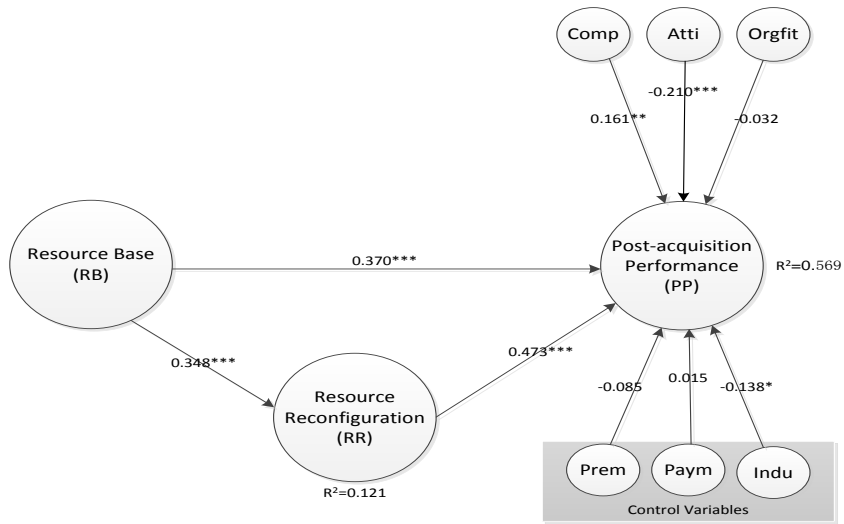 Comp
Atti
Orgfit
-0.210***
0.161**
-0.032
Resource Base
(RB)
0.370***
Post-acquisition
Performance
(PP)
R²=0.569
0.348***
0.473***
Resource
Reconfiguration
(RR)
R²=0.121
-0.085
0.015
-0.138*
Prem
Paym
Indu
Control Variables